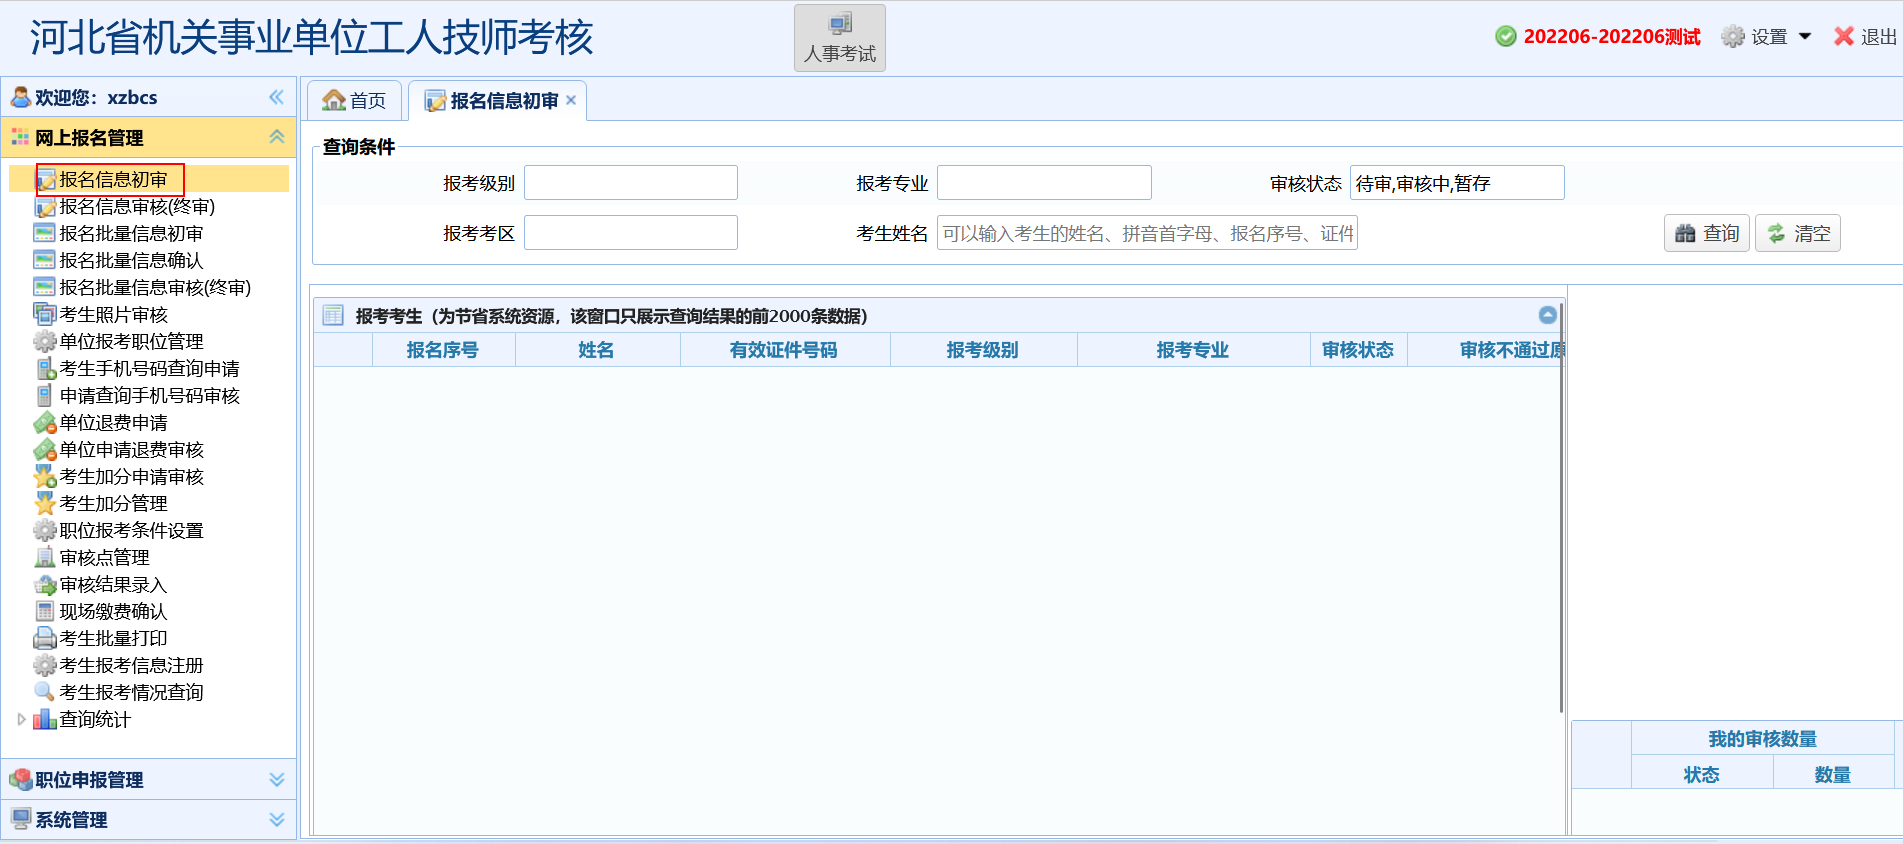 河北省机关事业单位工人技师考核
人事考试
202206-202206测试
设置
退出
欢迎您：xzbcs
网上报名管理
报名信息初审
报名信息审核(终审)
报名批量信息初审
报名批量信息确认
报名批量信息审核(终审)
考生照片审核
单位报考职位管理
考生手机号码查询申请
申请查询手机号码审核
单位退费申请
单位申请退费审核
考生加分申请审核
考生加分管理
职位报考条件设置
审核点管理
审核结果录入
现场缴费确认
考生批量打印
考生报考信息注册
考生报考情况查询
查询统计
职位申报管理
系统管理
首页
报名信息初审
查询条件
报考级别
报考专业
审核状态
待审,审核中,暂存
报考考区
考生姓名
可以输入考生的姓名、拼音首字母、报名序号、证件
查询
清空
报考考生（为节省系统资源，该窗口只展示查询结果的前2000条数据）
报名序号
姓名
有效证件号码
报考级别
报考专业
审核状态
审核不通过原
我的审核数量
状态
数量